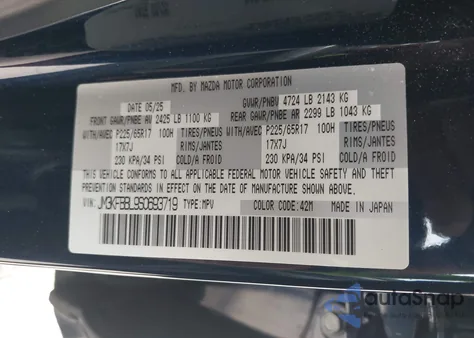 MFD. BY MAZDA MOTOR CORPORATION
DATE 05/25 GVWR/PNBV 4724 LB 2143 KG
FRONT GAWR/PNBE AV 2425 LB 1100 KG REAR GAWR/PNBE AR 2299 LB 1043 KG
WITH/AVEC P225/65R17 100H TIRES/PNEUS WITH/AVEC P225/65R17 100H TIRES/PNEUS
17X7J RIMS/JANTES 17X7J RIMS/JANTES
230 KPA/34 PSI COLD/A FROID 230 KPA/34 PSI COLD/A FROID
THIS VEHICLE CONFORMS TO ALL APPLICABLE FEDERAL MOTOR VEHICLE SAFETY, BUMPER, AND
THEFT PREVENTION STANDARDS IN EFFECT ON THE DATE OF MANUFACTURE SHOWN ABOVE.
VIN: JM3KFBBL9S0693719 TYPE: MPV COLOR CODE: 42M MADE IN JAPAN
autoSnap